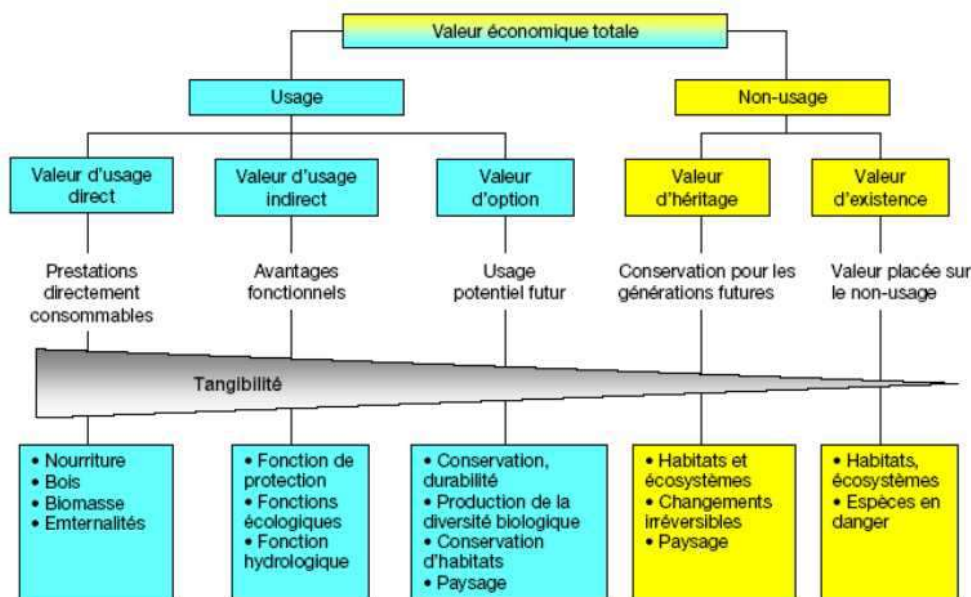 Valeur économique totale
Usage
Non-usage
Valeur d'usage
direct
Valeur d'usage
indirect
Valeur
d'option
Valeur
d'héritage
Valeur
d'existence
Prestations
directement
consommables
Avantages
fonctionnels
Usage
potentiel futur
Conservation pour les
générations futures
Valeur placée sur
le non-usage
Tangibilité
• Nourriture
• Bois
• Biomasse
• Emternalités
• Fonction de
protection
• Fonctions
écologiques
• Fonction
hydrologique
• Conservation,
durabilité
• Production de la
diversité biologique
• Conservation
d'habitats
• Paysage
• Habitats et
écosystèmes
• Changements
irréversibles
• Paysage
• Habitats,
écosystèmes
• Espèces en
danger